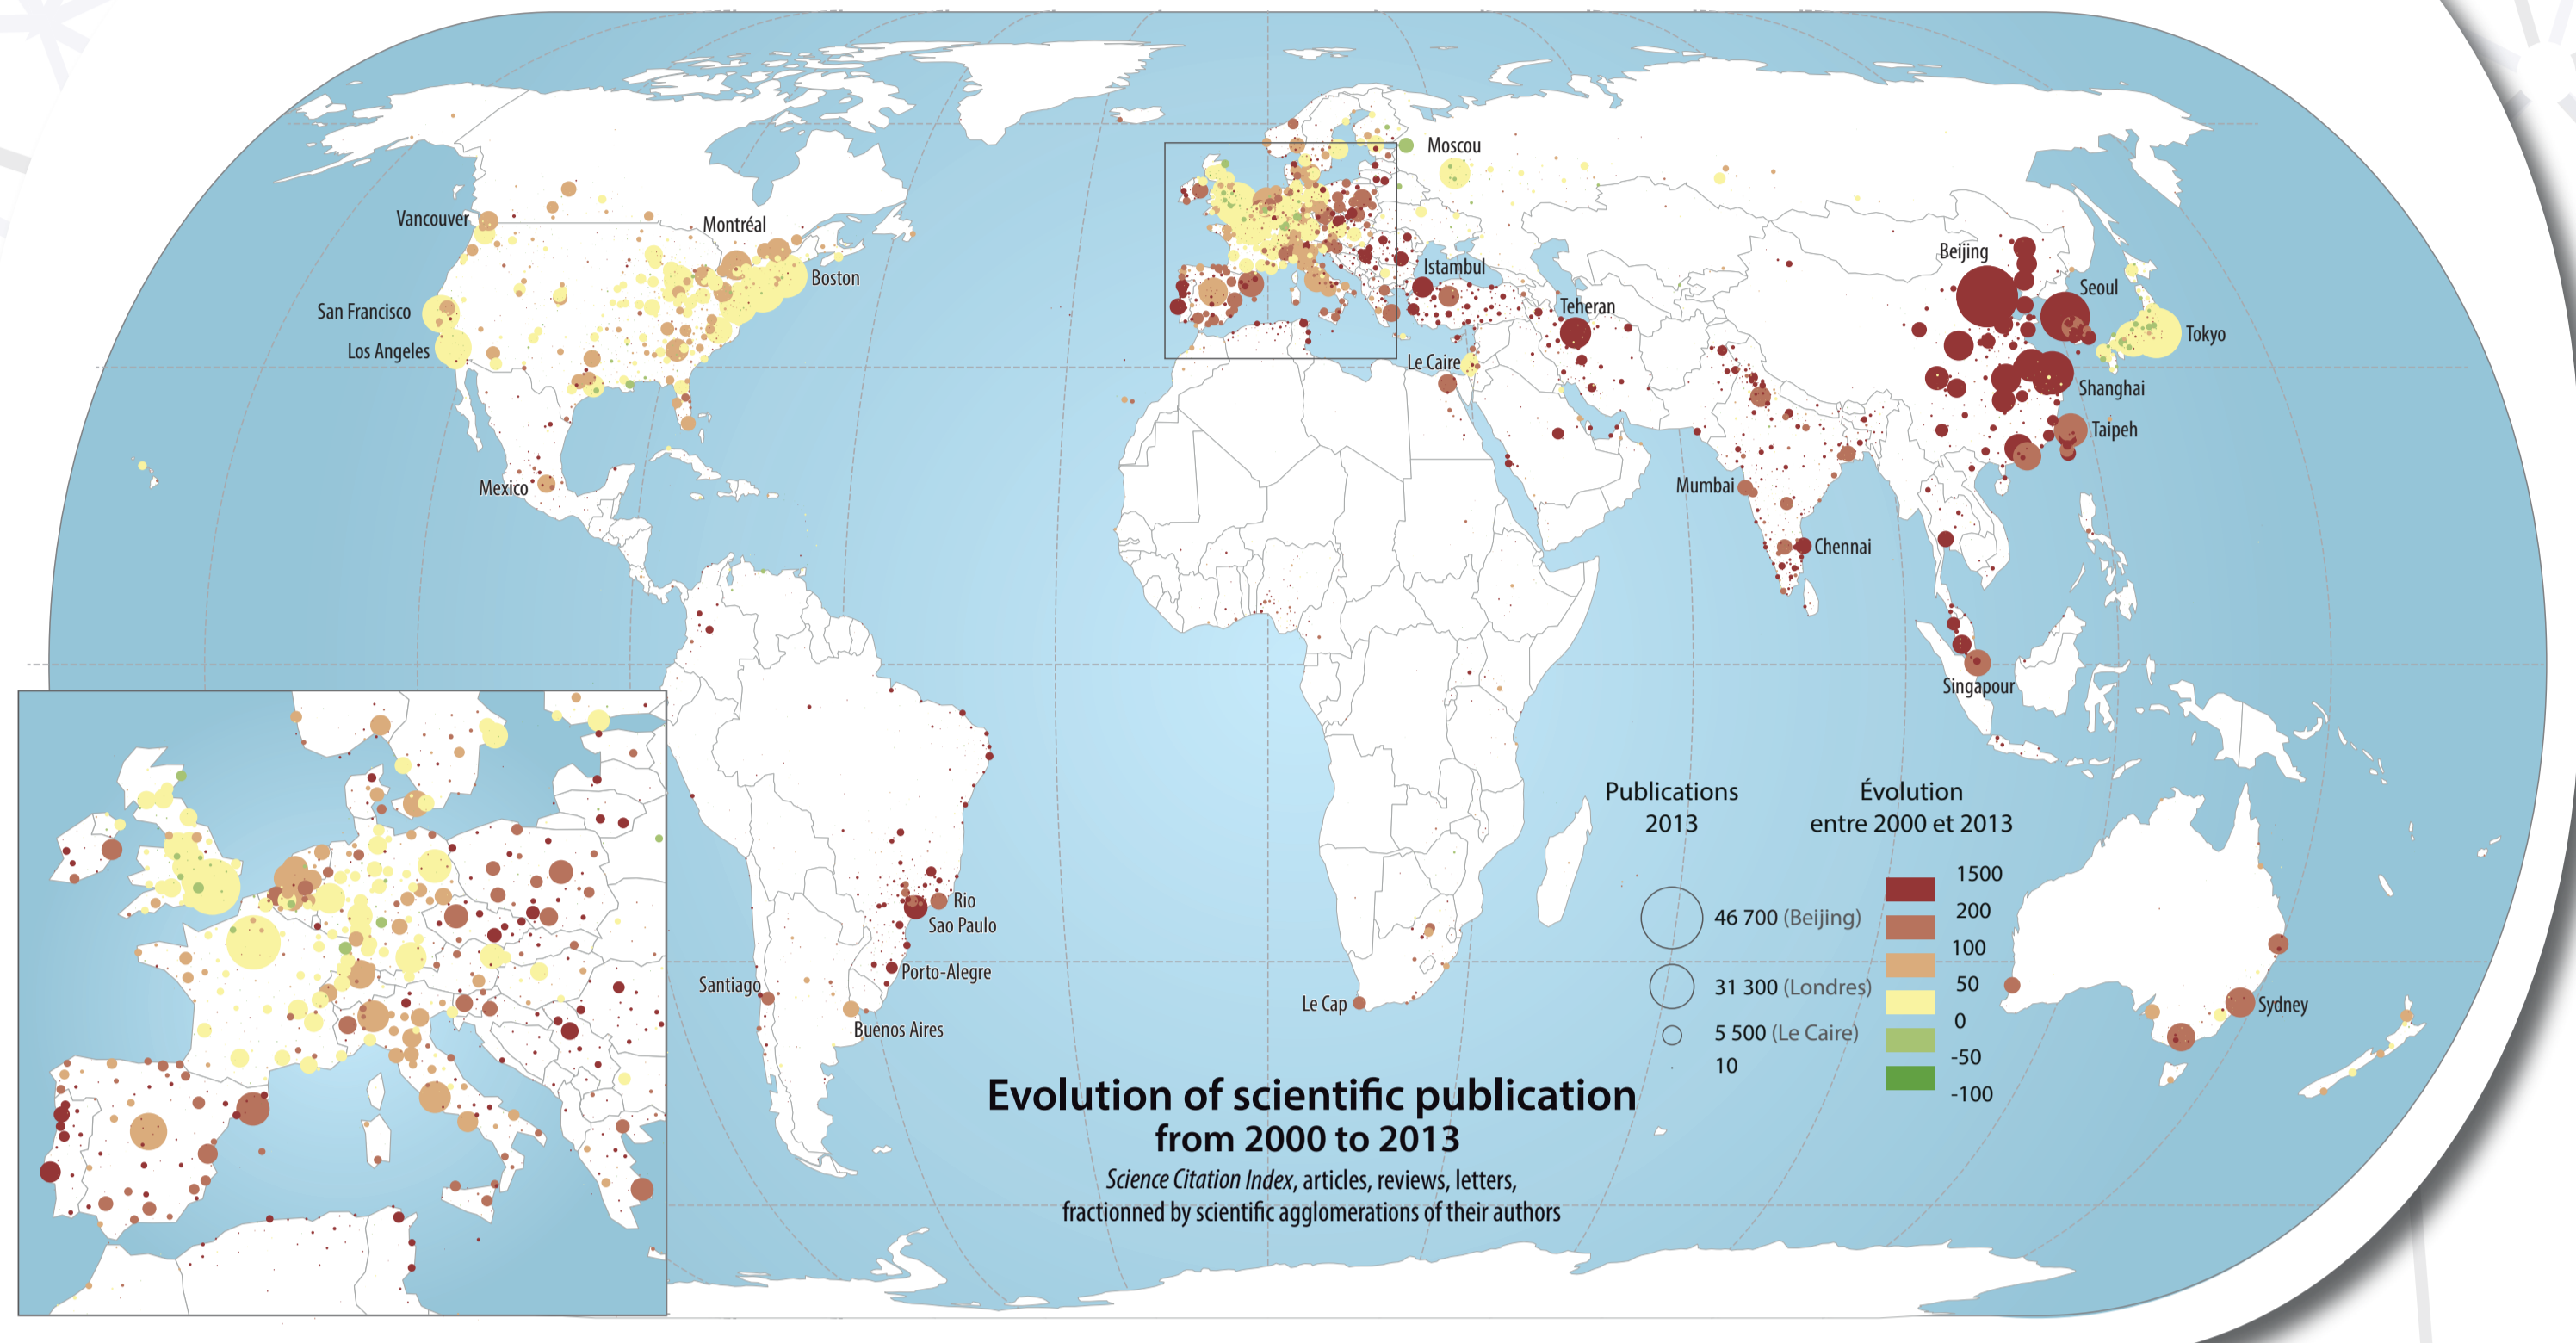 Moscou
Vancouver
Montréal
Beijing
Istambul
Boston
Seoul
San Francisco
Teheran
Tokyo
Los Angeles
Le Caire
Shanghai
Taipeh
Mexico
Mumbai
Chennai
Singapour
Rio
Sao Paulo
Porto-Alegre
Santiago
Le Cap
Sydney
Buenos Aires
Publications
2013
46 700 (Beijing)
31 300 (Londres)
5 500 (Le Caire)
10
Évolution
entre 2000 et 2013
1500
200
100
50
0
-50
-100
Evolution of scientific publication
from 2000 to 2013
Science Citation Index, articles, reviews, letters,
fractionned by scientific agglomerations of their authors